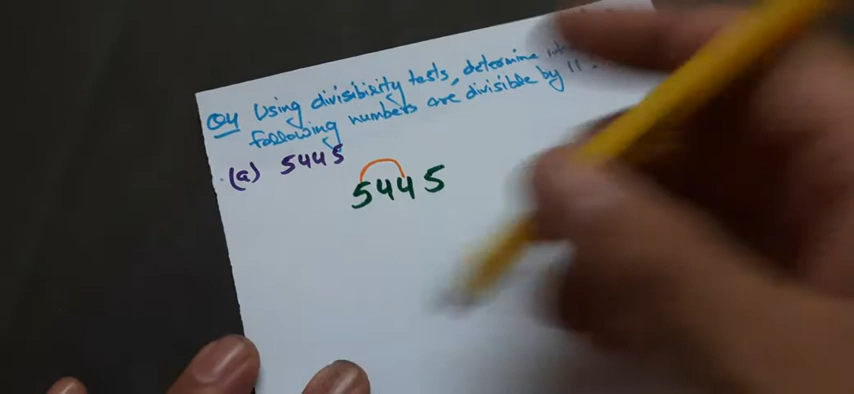 Q4 Using divisibility tests, determine
following numbers are divisible by 11.
(a) 5445
5445